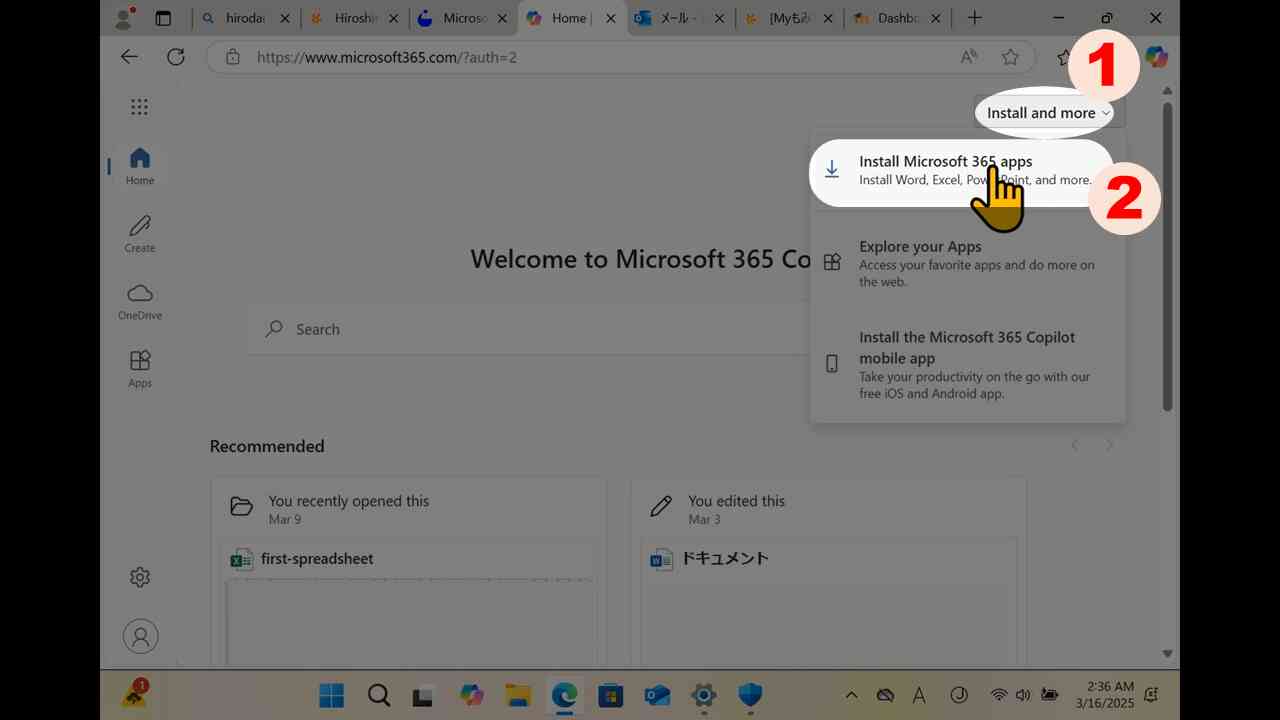 hirodai
Hiroshin
Microso
Home |
メール -
[Myもみ
Dashbo
https://www.microsoft365.com/?auth=2
1
Install and more
Install Microsoft 365 apps
Install Word, Excel, PowerPoint, and more.
2
Home
Create
OneDrive
Apps
Welcome to Microsoft 365 Co
Explore your Apps
Access your favorite apps and do more on
the web.
Search
Install the Microsoft 365 Copilot
mobile app
Take your productivity on the go with our
free iOS and Android app.
Recommended
You recently opened this
Mar 9
first-spreadsheet
You edited this
Mar 3
ドキュメント
1
A
2:36 AM
3/16/2025